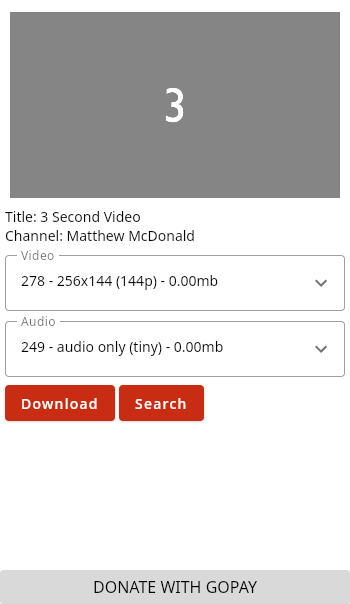 3
Title: 3 Second Video
Channel: Matthew McDonald
Video
278 - 256x144 (144p) - 0.00mb
Audio
249 - audio only (tiny) - 0.00mb
Download Search
DONATE WITH GOPAY